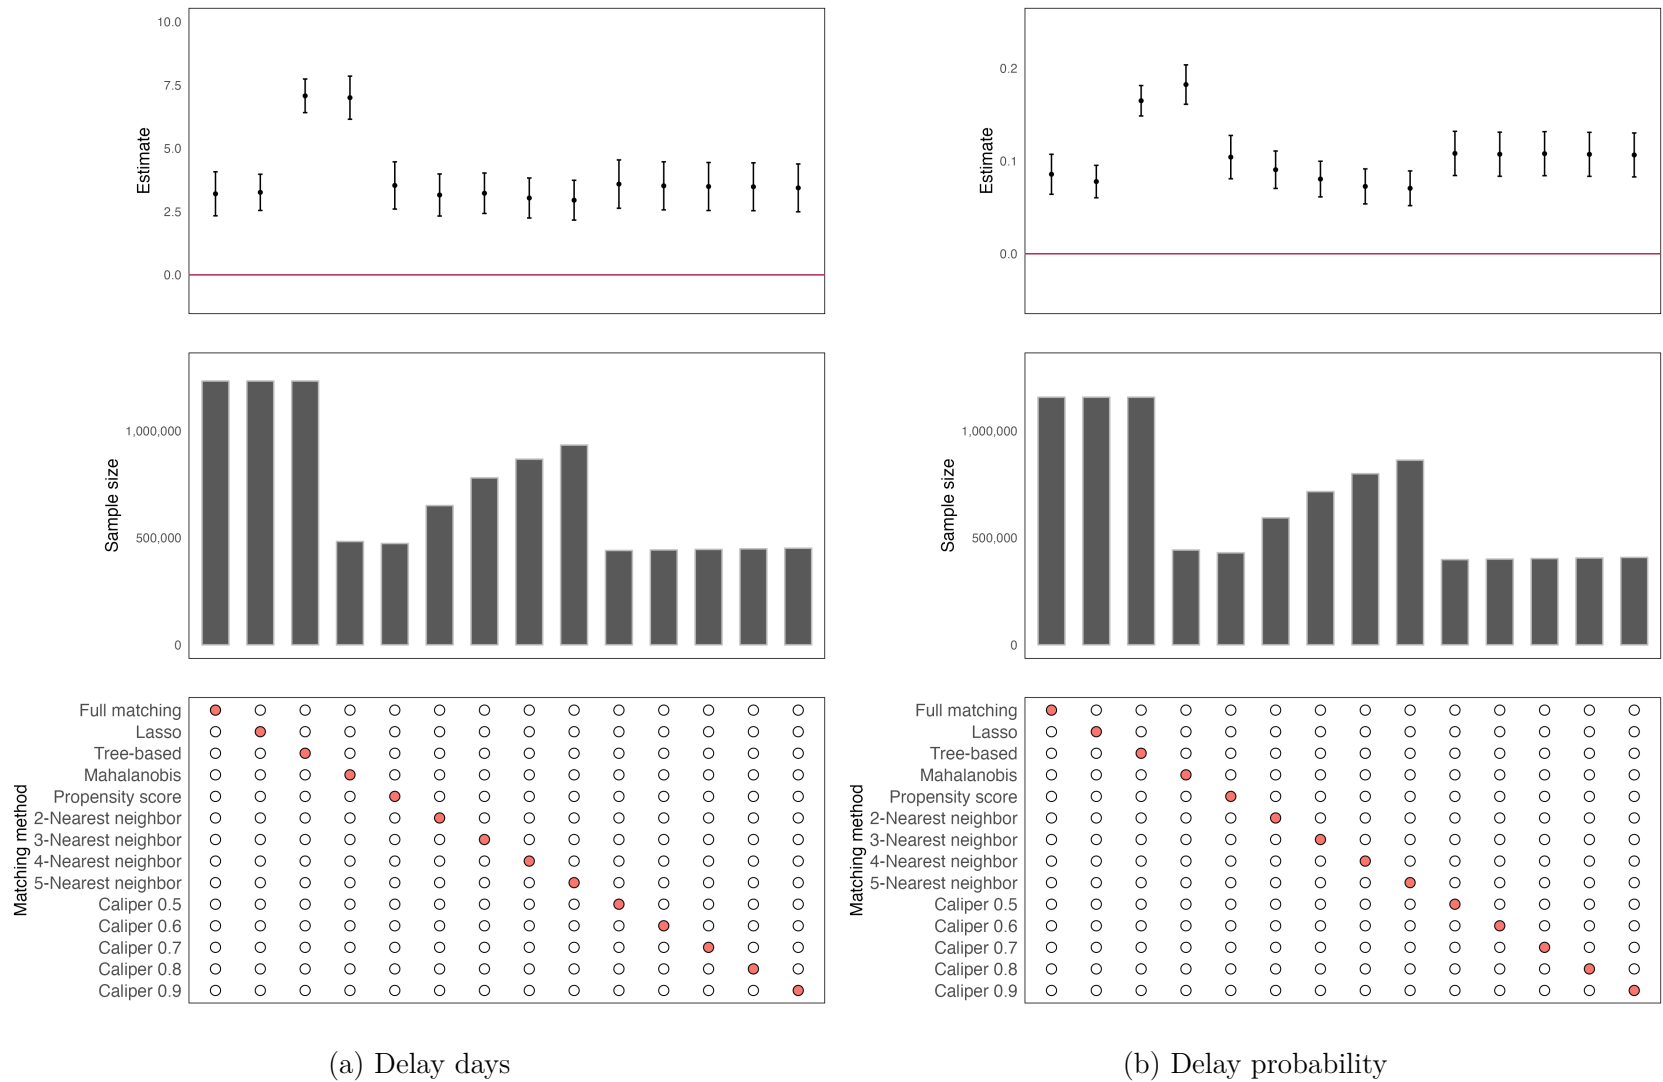 10.0
7.5
5.0
2.5
0.0
Estimate
1,000,000
500,000
0
Sample size
Full matching
Lasso
Tree-based
Mahalanobis
Propensity score
2-Nearest neighbor
3-Nearest neighbor
4-Nearest neighbor
5-Nearest neighbor
Caliper 0.5
Caliper 0.6
Caliper 0.7
Caliper 0.8
Caliper 0.9
Matching method
(a) Delay days
0.2
0.1
0.0
Estimate
1,000,000
500,000
0
Sample size
Full matching
Lasso
Tree-based
Mahalanobis
Propensity score
2-Nearest neighbor
3-Nearest neighbor
4-Nearest neighbor
5-Nearest neighbor
Caliper 0.5
Caliper 0.6
Caliper 0.7
Caliper 0.8
Caliper 0.9
Matching method
(b) Delay probability